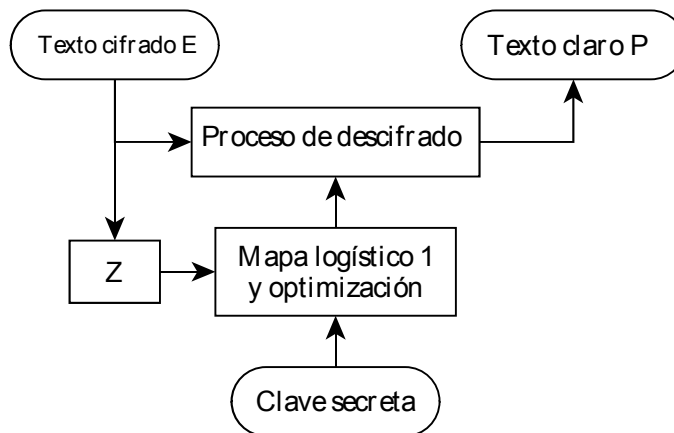 Texto cifrado E
Texto claro P
Proceso de descifrado
Z
Mapa logístico 1
y optimización
Clave secreta